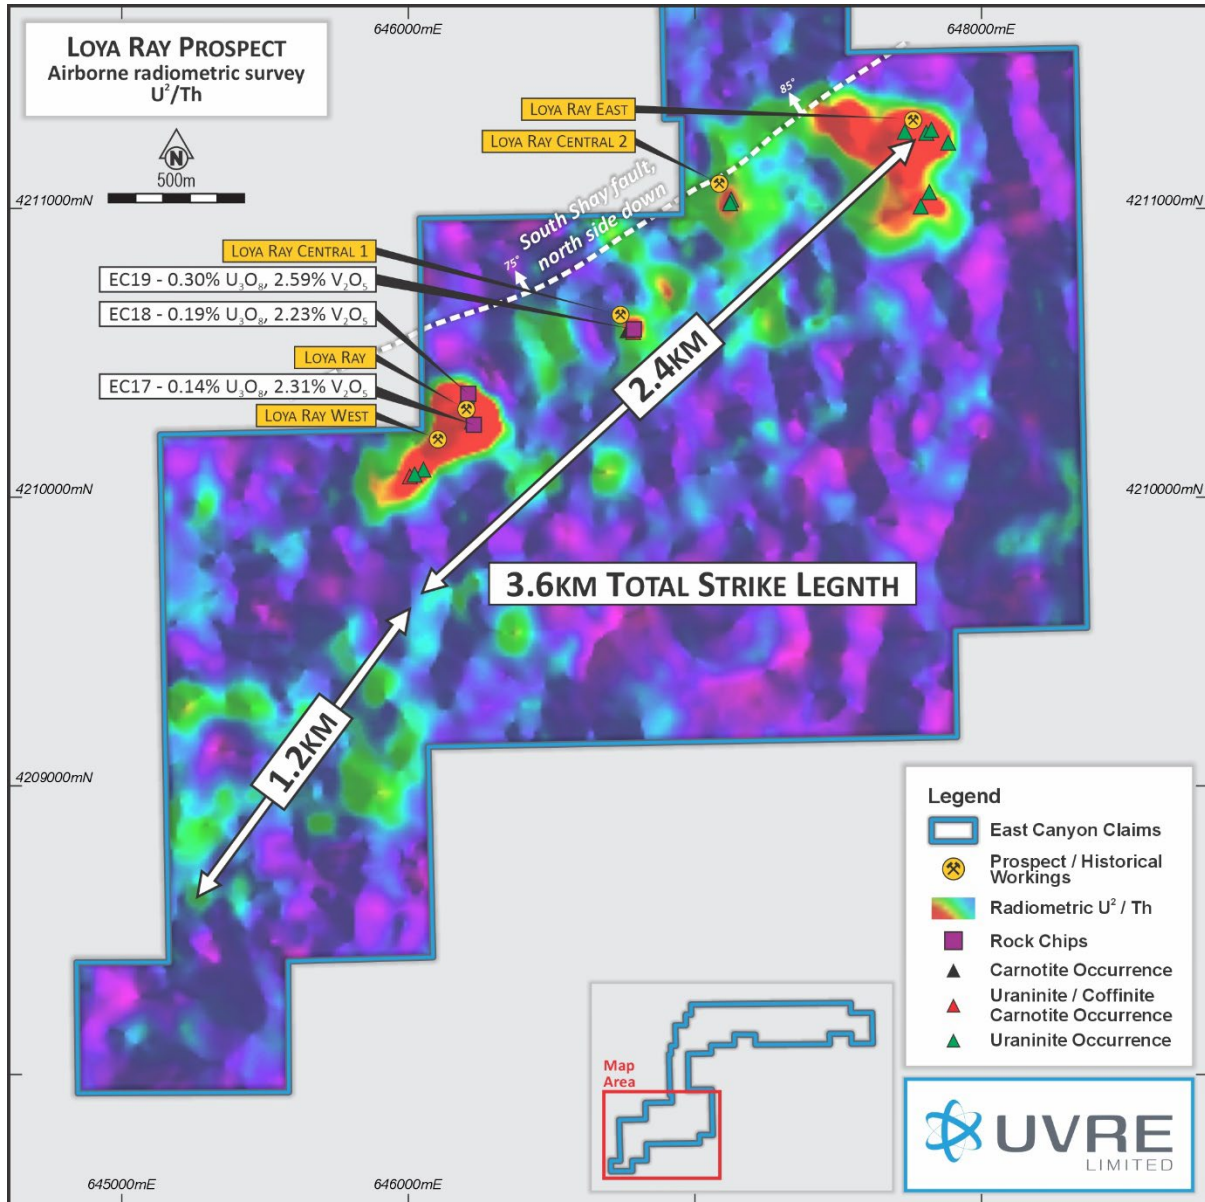 646000mE
648000mE
LOYA RAY PROSPECT
Airborne radiometric survey
U²/Th
N
500m
85°
LOYA RAY EAST
LOYA RAY CENTRAL 2
4211000mN
4211000mN
South Shay fault,
north side down
75°
LOYA RAY CENTRAL 1
EC19 - 0.30% U₃O₈, 2.59% V₂O₅
EC18 - 0.19% U₃O₈, 2.23% V₂O₅
LOYA RAY
EC17 - 0.14% U₃O₈, 2.31% V₂O₅
LOYA RAY WEST
2.4KM
4210000mN
4210000mN
3.6KM TOTAL STRIKE LEGNTH
1.2KM
4209000mN
Legend
East Canyon Claims
Prospect / Historical
Workings
Radiometric U² / Th
Rock Chips
Carnotite Occurrence
Uraninite / Coffinite
Carnotite Occurrence
Uraninite Occurrence
Map
Area
UVRE
LIMITED
645000mE
646000mE